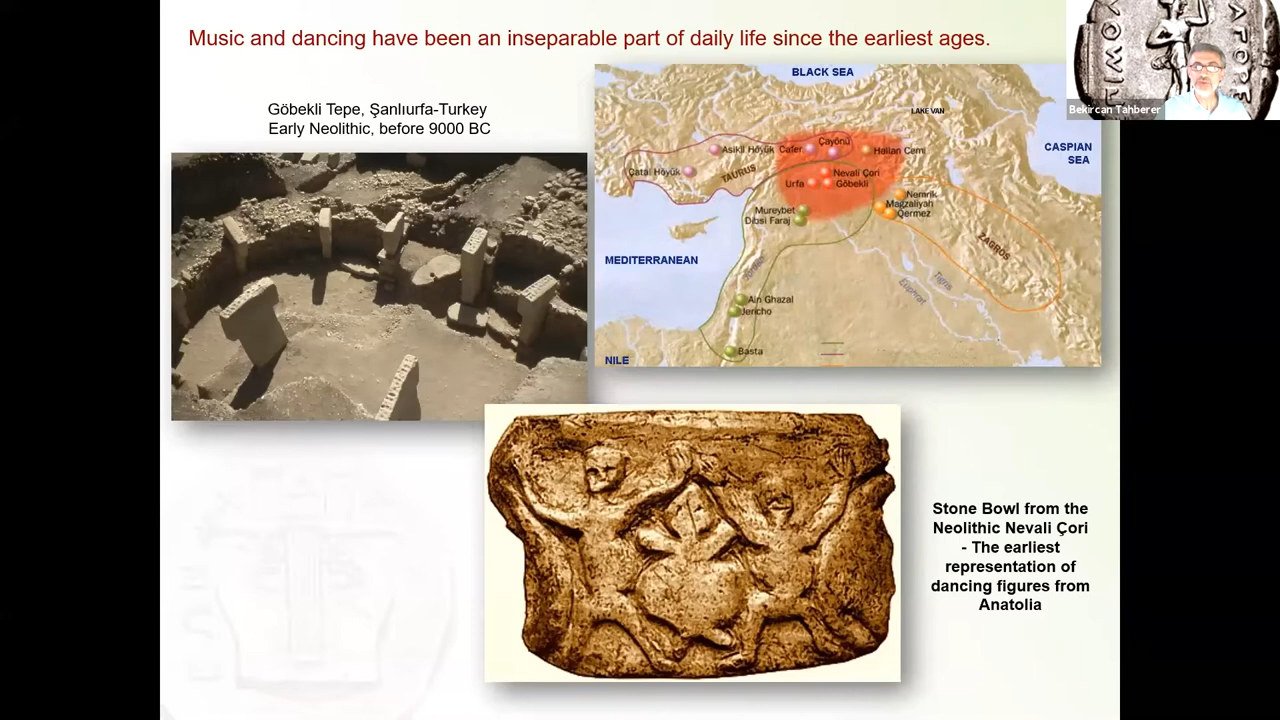 Music and dancing have been an inseparable part of daily life since the earliest ages.
Bekircan Tahberer
Göbekli Tepe, Şanlıurfa-Turkey
Early Neolithic, before 9000 BC
BLACK SEA
LAKE VAN
CASPIAN
SEA
Çayönü
Asikli Höyük
Cafer
Hallan Cemi
TAURUS
Çatal Höyük
Nevali Çori
Urfa
Göbekli
Nemrik
Magzaliyah
Qermez
Mureybet
Dibsi Faraj
ZAGROS
MEDITERRANEAN
Tigris
Ain Ghazal
Jericho
Basta
NILE
Stone Bowl from the
Neolithic Nevali Çori
- The earliest
representation of
dancing figures from
Anatolia